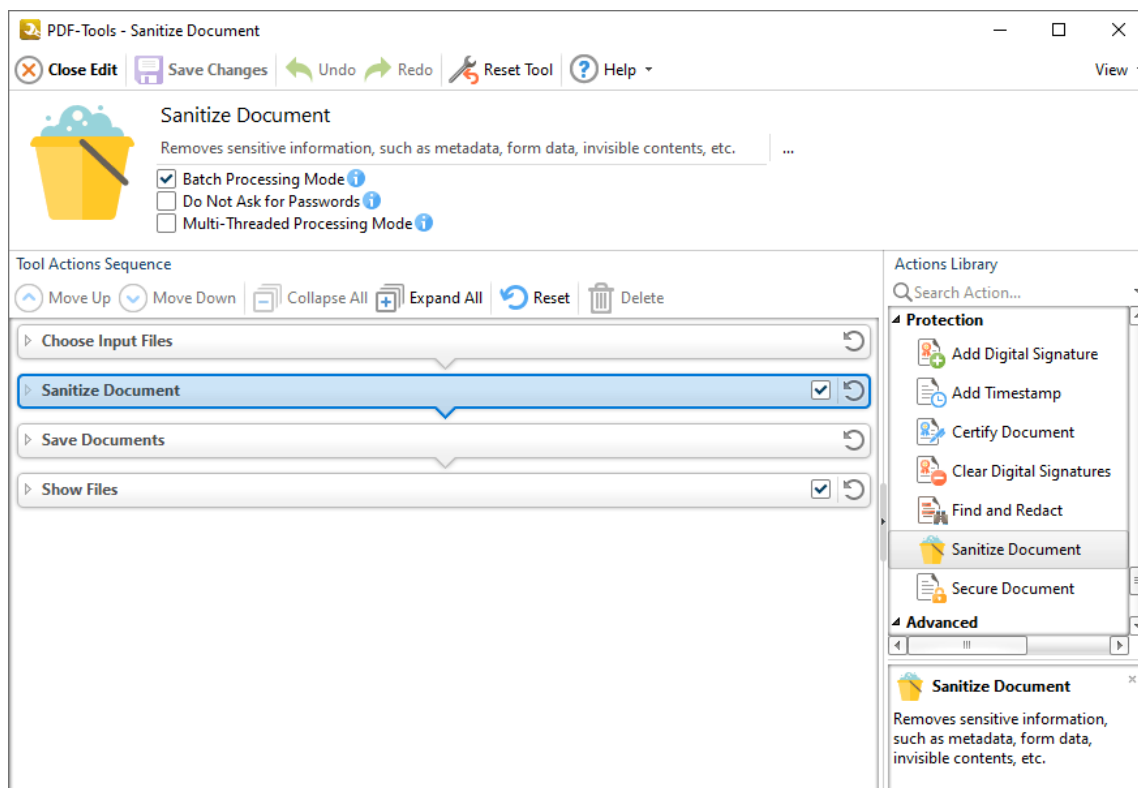 PDF-Tools - Sanitize Document
Close Edit Save Changes Undo Redo Reset Tool Help View
Sanitize Document
Removes sensitive information, such as metadata, form data, invisible contents, etc. ...
Batch Processing Mode
Do Not Ask for Passwords
Multi-Threaded Processing Mode
Tool Actions Sequence
Move Up Move Down Collapse All Expand All Reset Delete
Choose Input Files
Sanitize Document
Save Documents
Show Files
Actions Library
Search Action...
Protection
Add Digital Signature
Add Timestamp
Certify Document
Clear Digital Signatures
Find and Redact
Sanitize Document
Secure Document
Advanced
Sanitize Document
Removes sensitive information,
such as metadata, form data,
invisible contents, etc.